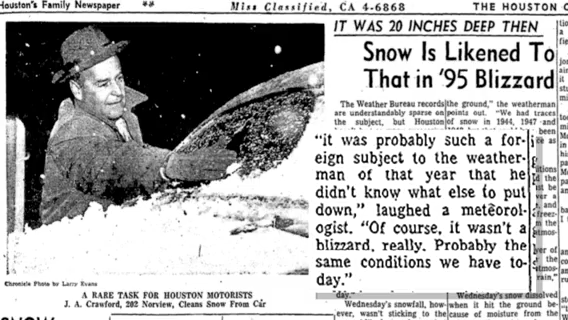 Houston's Family Newspaper ** Miss Classified, CA 4-6868 THE HOUSTON C
IT WAS 20 INCHES DEEP THEN
Snow Is Likened To
That in '95 Blizzard
The Weather Bureau records
are understandably sparse on
the subject, but Houston
"it was probably such a for-
eign subject to the weather-
man of that year that he
didn't know what else to put
down," laughed a meteorol-
ogist. "Of course, it wasn't a
blizzard, really. Probably the
same conditions we have to-
day."
day."
Wednesday's snowfall, how-
ever, wasn't sticking to the
the ground," the weatherman
points out. "We had traces
of snow in 1944, 1947 and
been
Wednesday's snow dissolved
when it hit the ground be-
cause of moisture from the
Chronicle Photo by Larry Evans
A RARE TASK FOR HOUSTON MOTORISTS
J. A. Crawford, 202 Norview, Cleans Snow From Car